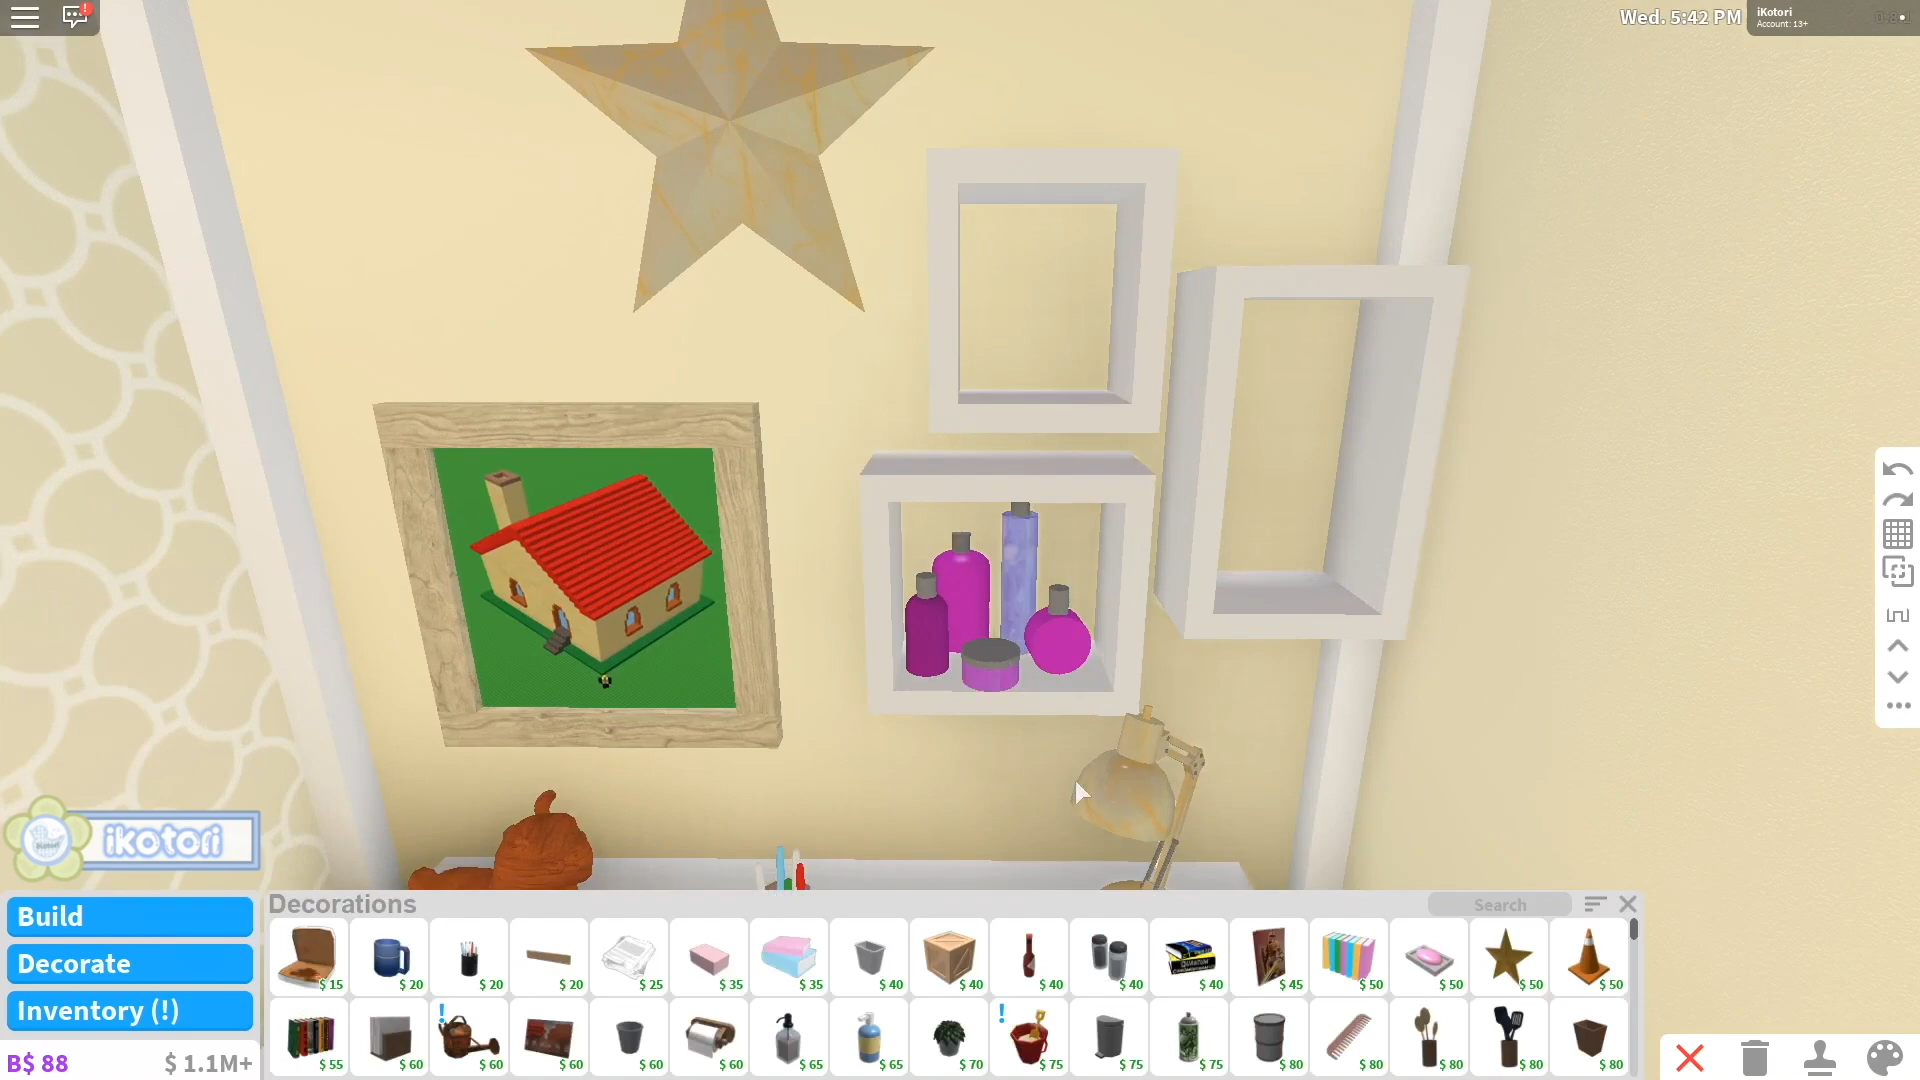 Wed. 5:42 PM
iKotori
Account: 13+
ikotori
Build
Decorate
Inventory (!)
B$ 88
$ 1.1M+
Decorations
Search
$ 15
$ 20
$ 20
$ 20
$ 25
$ 35
$ 35
$ 40
$ 40
$ 40
$ 40
$ 40
$ 45
$ 50
$ 50
$ 50
$ 50
$ 55
$ 60
! $ 60
$ 60
$ 60
$ 60
$ 65
$ 65
$ 70
! $ 75
$ 75
$ 75
$ 80
$ 80
$ 80
$ 80
$ 80